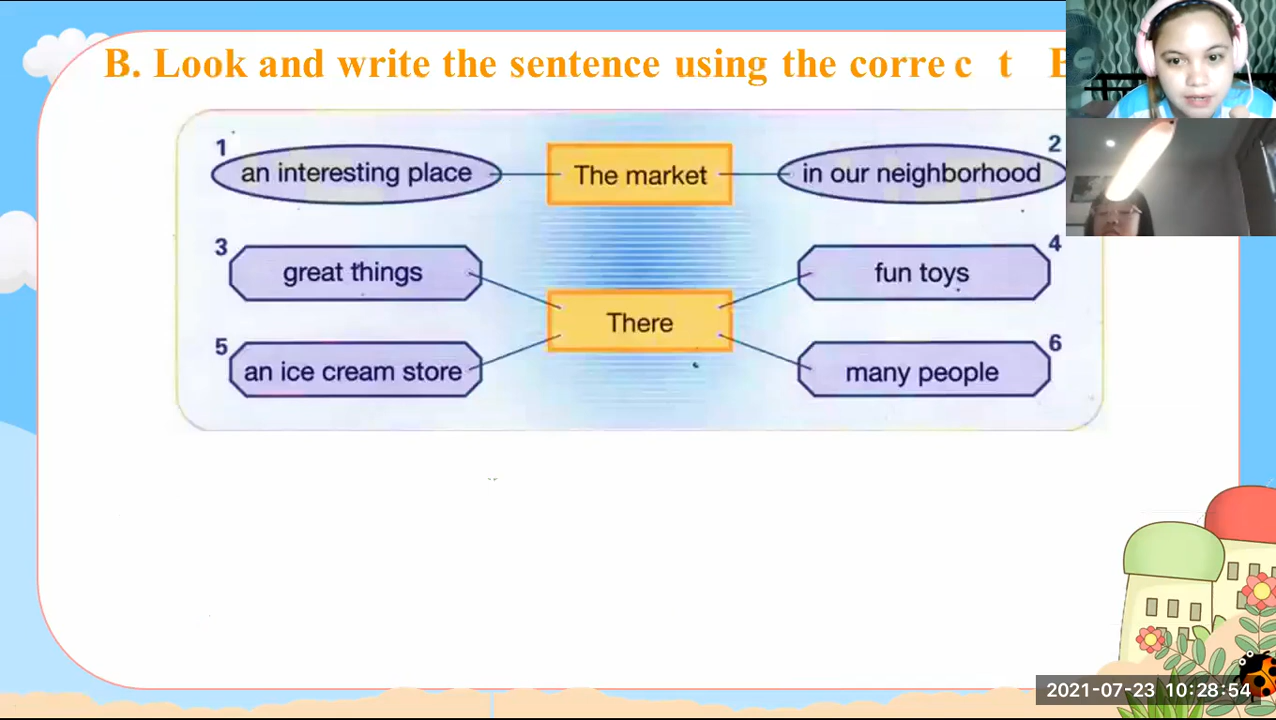 B. Look and write the sentence using the corre c t B
1 2
an interesting place The market in our neighborhood
3 4
great things fun toys
There
5 6
an ice cream store many people
2021-07-23 10:28:54